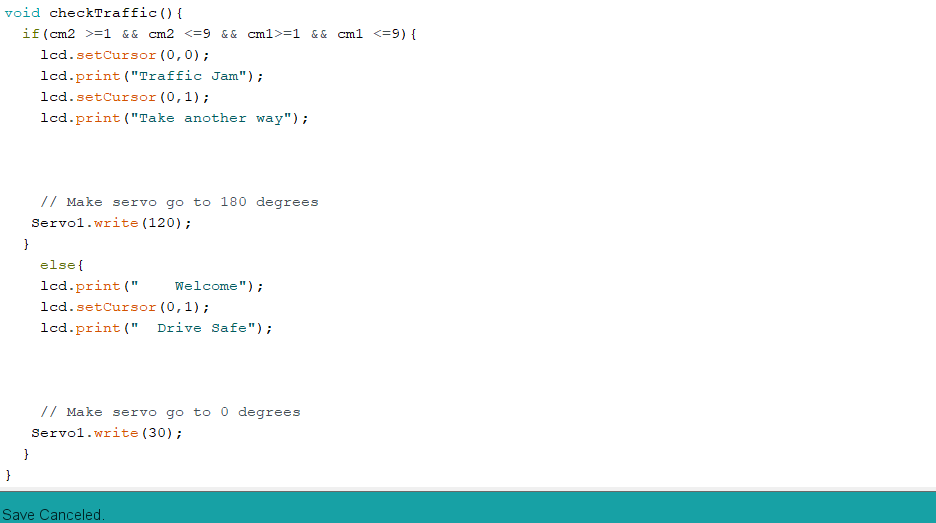 void checkTraffic(){
  if(cm2 >=1 && cm2 <=9 && cm1>=1 && cm1 <=9){
    lcd.setCursor(0,0);
    lcd.print("Traffic Jam");
    lcd.setCursor(0,1);
    lcd.print("Take another way");
    // Make servo go to 180 degrees
   Servo1.write(120);
  }
    else{
    lcd.print("    Welcome");
    lcd.setCursor(0,1);
    lcd.print("  Drive Safe");
    // Make servo go to 0 degrees
   Servo1.write(30);
  }
}
Save Canceled.